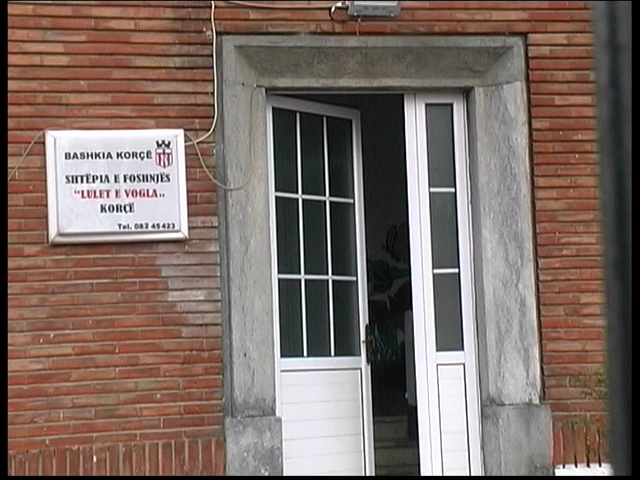 BASHKIA KORÇË
SHTËPIA E FOSHNJËS
"LULET E VOGLA,,
KORÇË
Tel. 082 45423